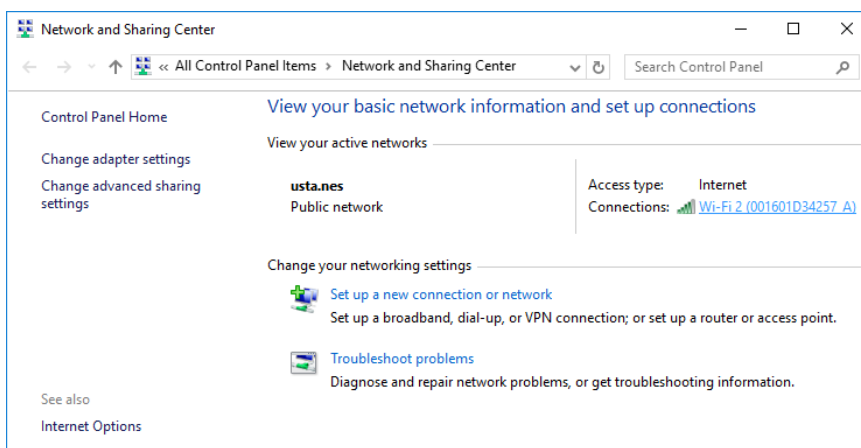 Network and Sharing Center
« All Control Panel Items › Network and Sharing Center
Search Control Panel
Control Panel Home
Change adapter settings
Change advanced sharing
settings
See also
Internet Options
View your basic network information and set up connections
View your active networks
usta.nes
Public network
Access type: Internet
Connections: Wi-Fi 2 (001601D34257_A)
Change your networking settings
Set up a new connection or network
Set up a broadband, dial-up, or VPN connection; or set up a router or access point.
Troubleshoot problems
Diagnose and repair network problems, or get troubleshooting information.